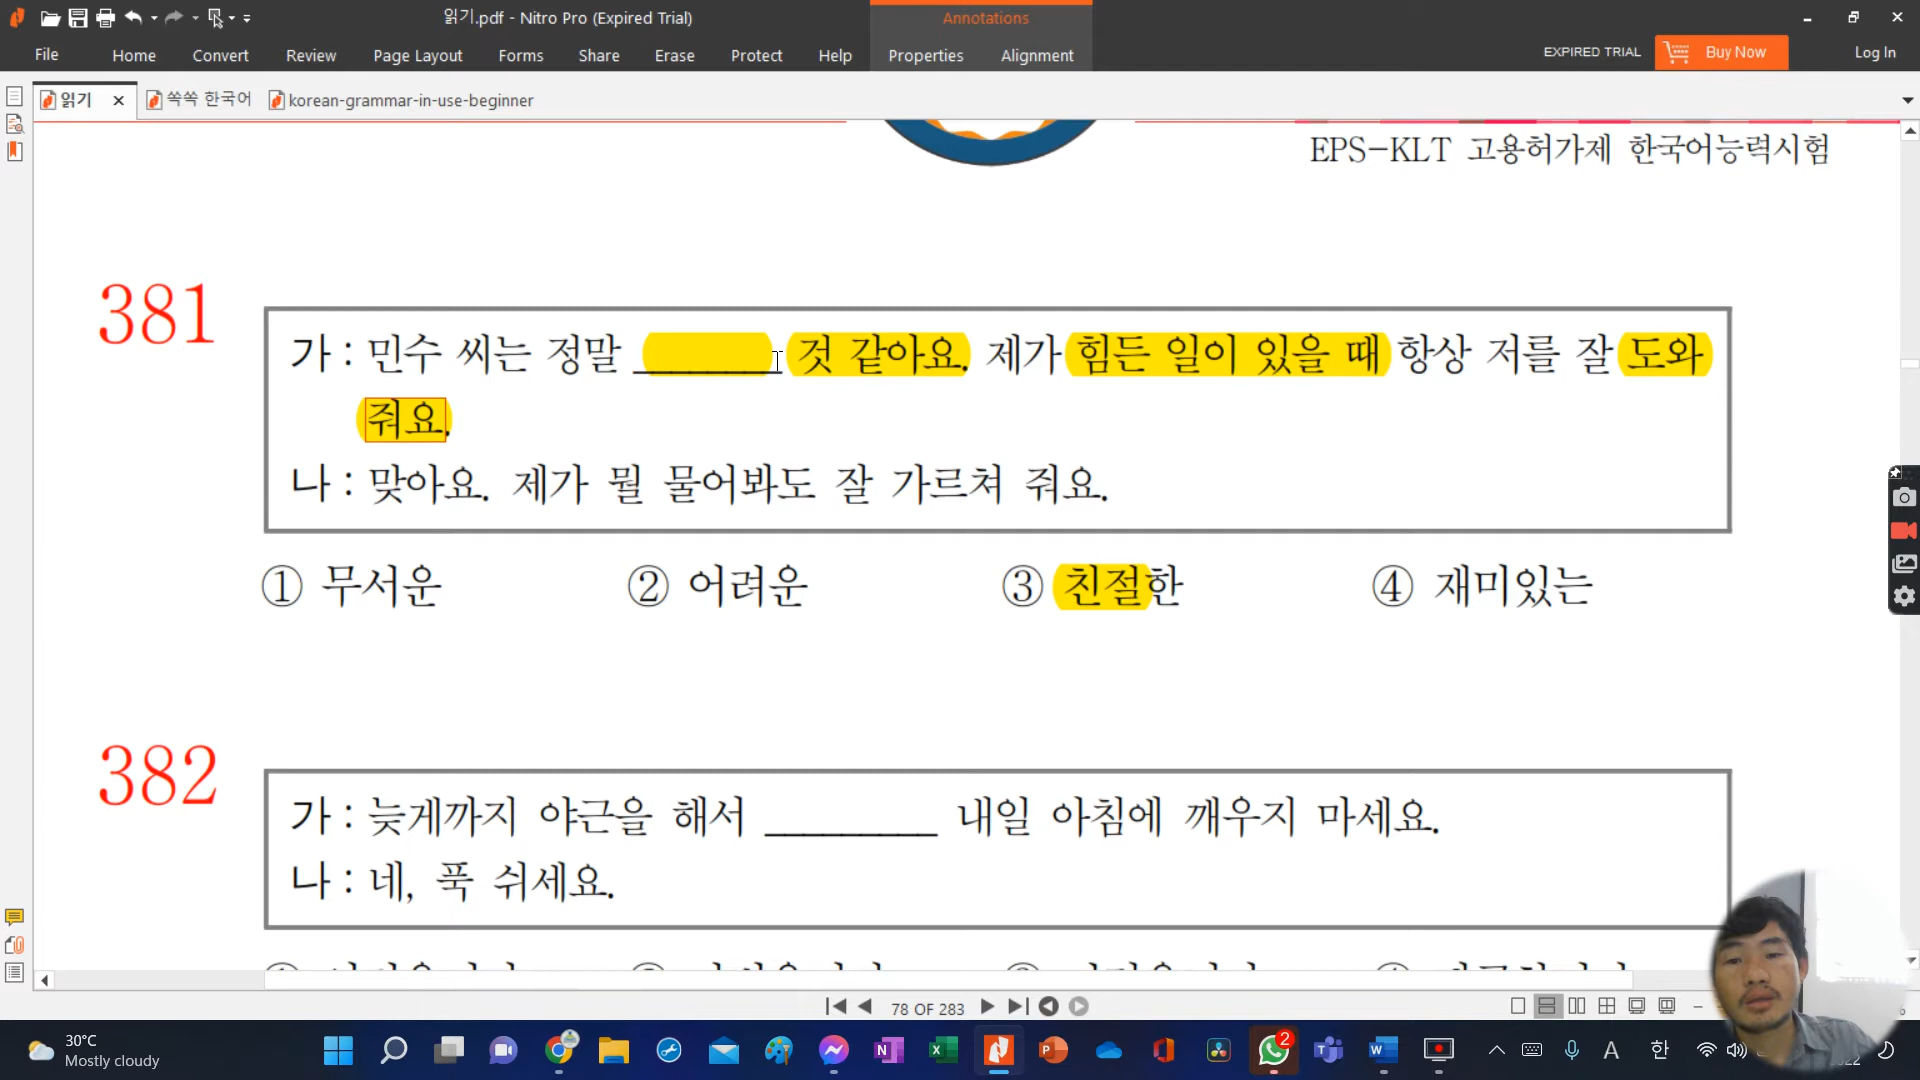 읽기.pdf - Nitro Pro (Expired Trial)
Annotations
File Home Convert Review Page Layout Forms Share Erase Protect Help Properties Alignment
EXPIRED TRIAL Buy Now Log In
읽기 쏙쏙 한국어 korean-grammar-in-use-beginner
EPS-KLT 고용허가제 한국어능력시험
381
가 : 민수 씨는 정말 ________ 것 같아요. 제가 힘든 일이 있을 때 항상 저를 잘 도와
줘요.
나 : 맞아요. 제가 뭘 물어봐도 잘 가르쳐 줘요.
① 무서운 ② 어려운 ③ 친절한 ④ 재미있는
382
가 : 늦게까지 야근을 해서 _________ 내일 아침에 깨우지 마세요.
나 : 네, 푹 쉬세요.
78 OF 283
30°C
Mostly cloudy
2
A 한